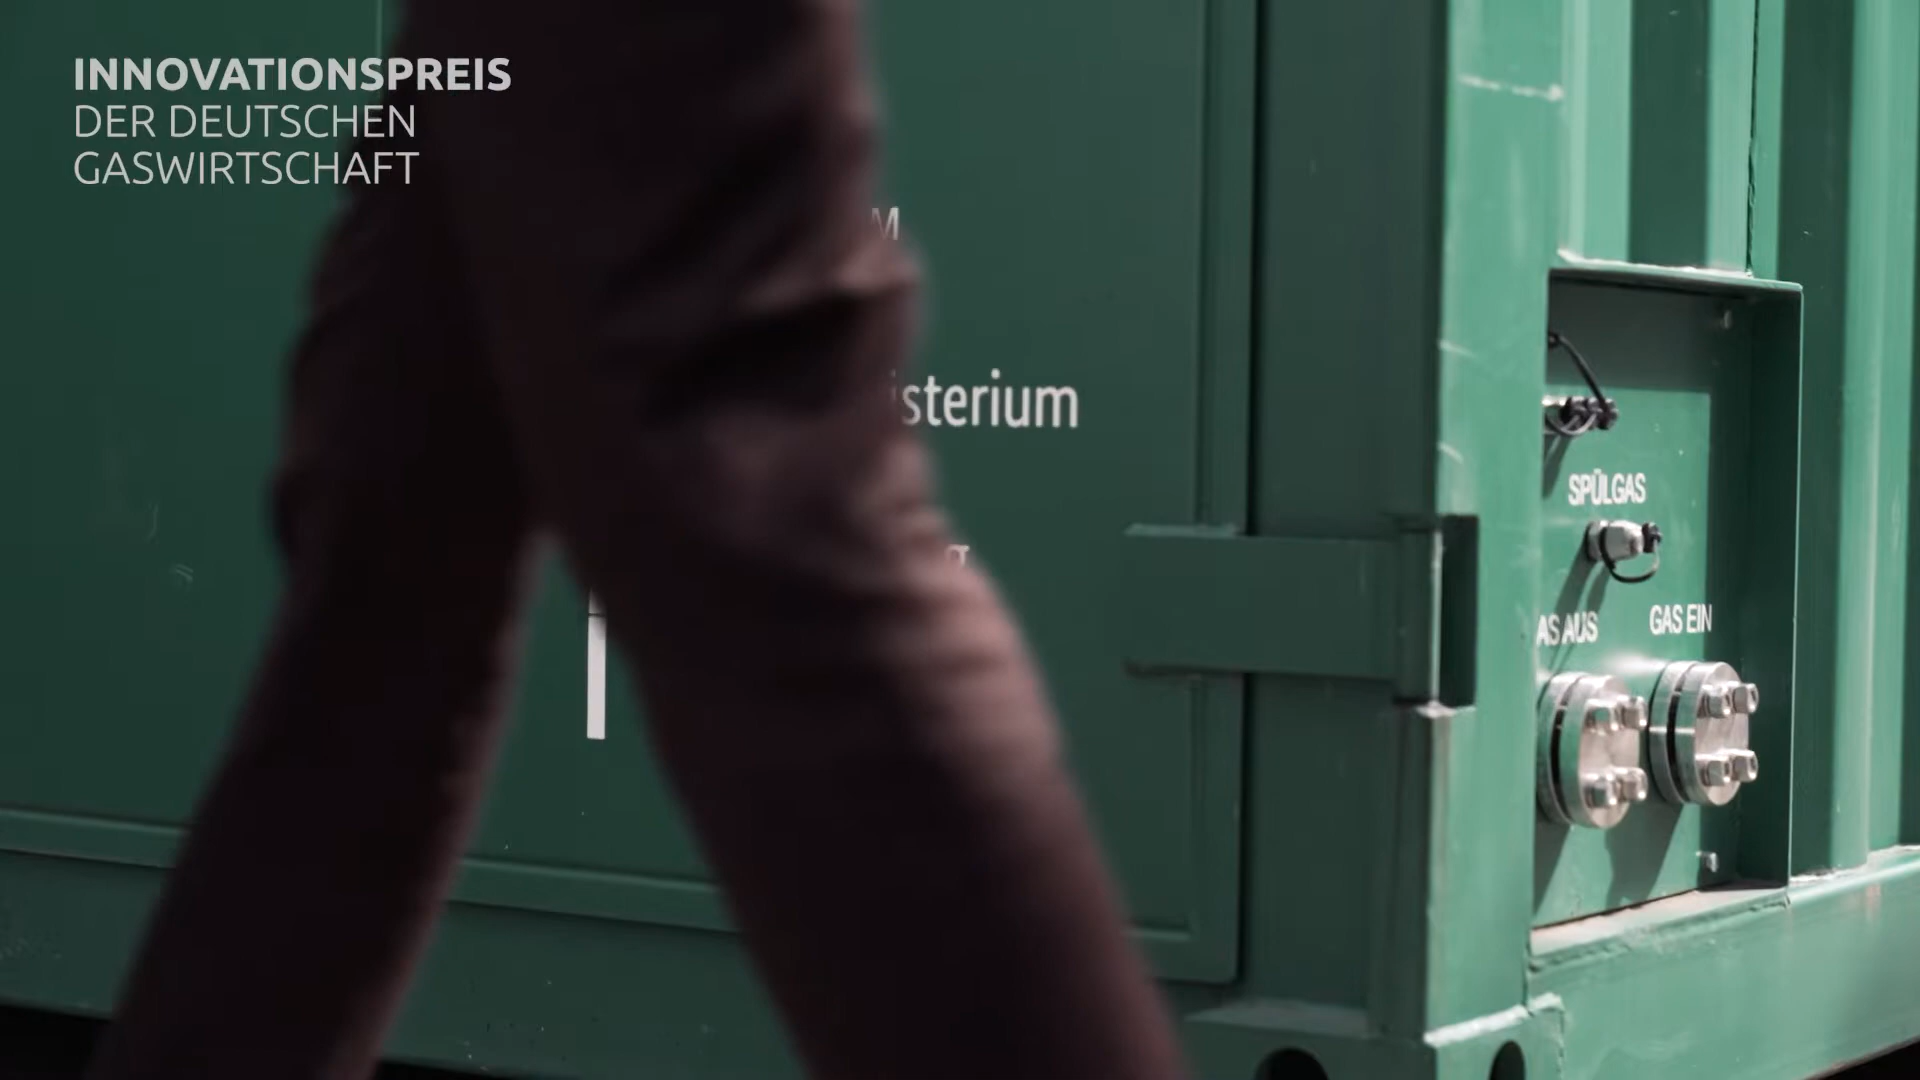 INNOVATIONSPREIS
DER DEUTSCHEN
GASWIRTSCHAFT
M
isterium
g
SPÜLGAS
AS AUS
GAS EIN